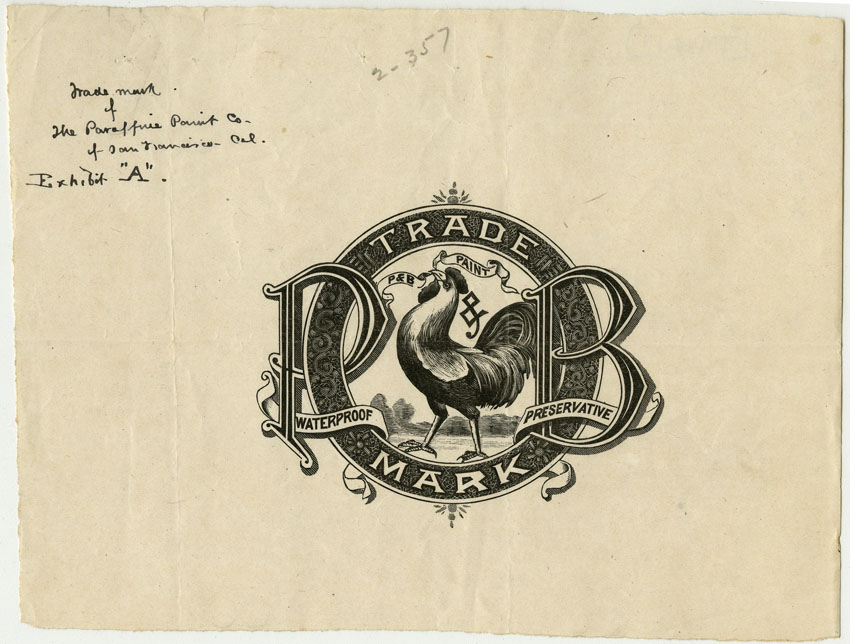 2-357
Trade mark.
of
The Paraffine Paint Co-
of San Francisco- Cal.
Exhibit "A".
TRADE
P&B PAINT
P & B
WATERPROOF
PRESERVATIVE
MARK